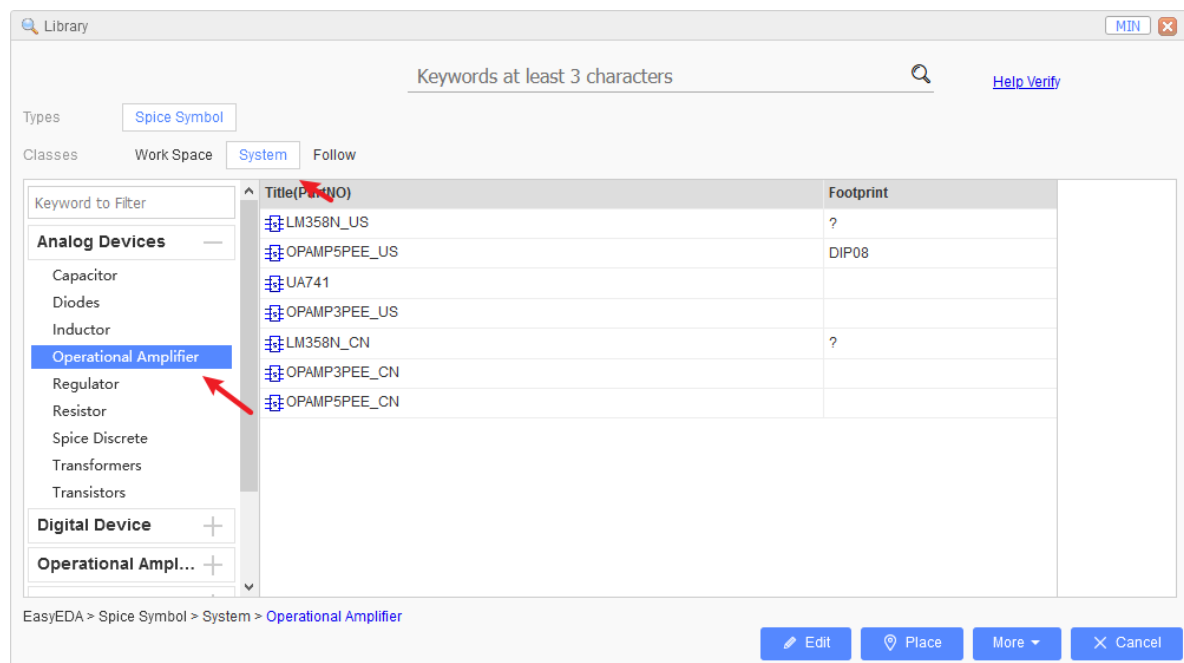 Library MIN
Keywords at least 3 characters
Help Verify
Types Spice Symbol
Classes Work Space System Follow
Keyword to Filter
Analog Devices
Capacitor
Diodes
Inductor
Operational Amplifier
Regulator
Resistor
Spice Discrete
Transformers
Transistors
Digital Device
Operational Ampl...
Title(PartNO) Footprint
LM358N_US ?
OPAMP5PEE_US DIP08
UA741
OPAMP3PEE_US
LM358N_CN ?
OPAMP3PEE_CN
OPAMP5PEE_CN
EasyEDA > Spice Symbol > System > Operational Amplifier
Edit Place More Cancel